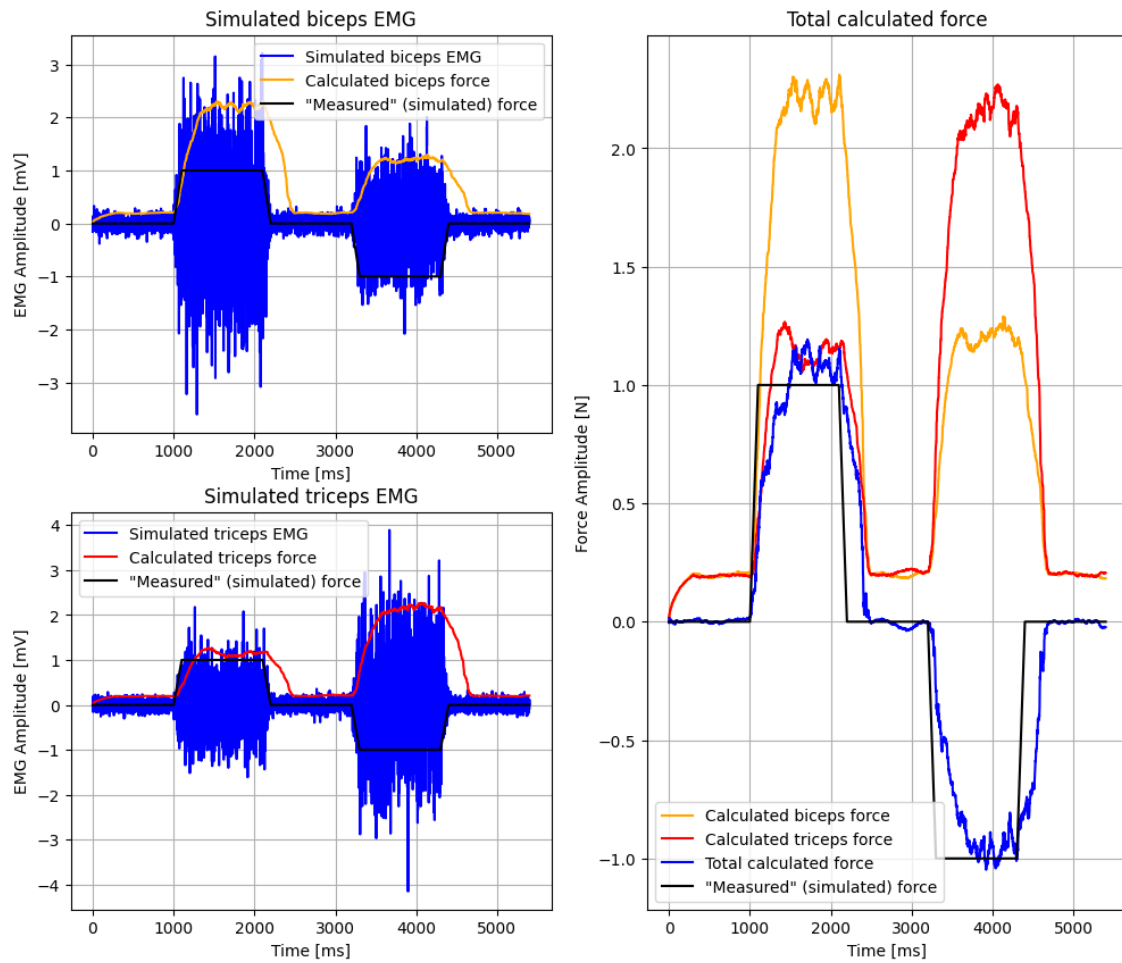 Simulated biceps EMG
Simulated biceps EMG
Calculated biceps force
"Measured" (simulated) force
EMG Amplitude [mV]
3
2
1
0
−1
−2
−3
0 1000 2000 3000 4000 5000
Time [ms]
Simulated triceps EMG
Simulated triceps EMG
Calculated triceps force
"Measured" (simulated) force
EMG Amplitude [mV]
4
3
2
1
0
−1
−2
−3
−4
0 1000 2000 3000 4000 5000
Time [ms]
Total calculated force
Force Amplitude [N]
2.0
1.5
1.0
0.5
0.0
−0.5
−1.0
Calculated biceps force
Calculated triceps force
Total calculated force
"Measured" (simulated) force
0 1000 2000 3000 4000 5000
Time [ms]